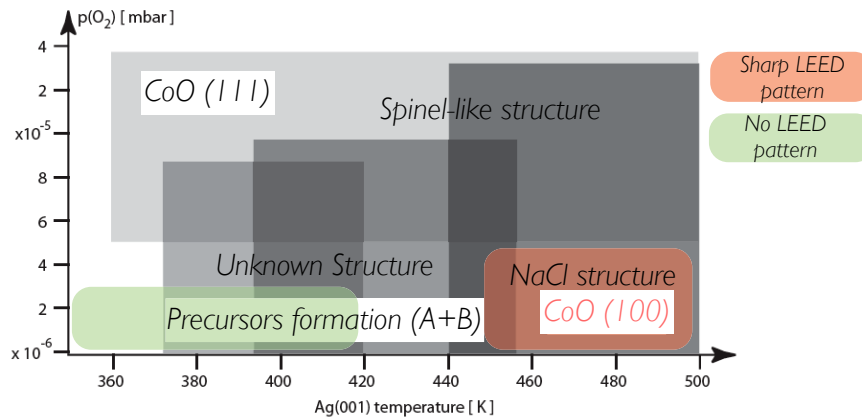 p(O₂) [ mbar ]
4
2
x10⁻⁵
8
6
4
2
x 10⁻⁶
CoO (111)
Spinel-like structure
Unknown Structure
NaCl structure
CoO (100)
Precursors formation (A+B)
Sharp LEED
pattern
No LEED
pattern
360 380 400 420 440 460 480 500
Ag(001) temperature [ K ]